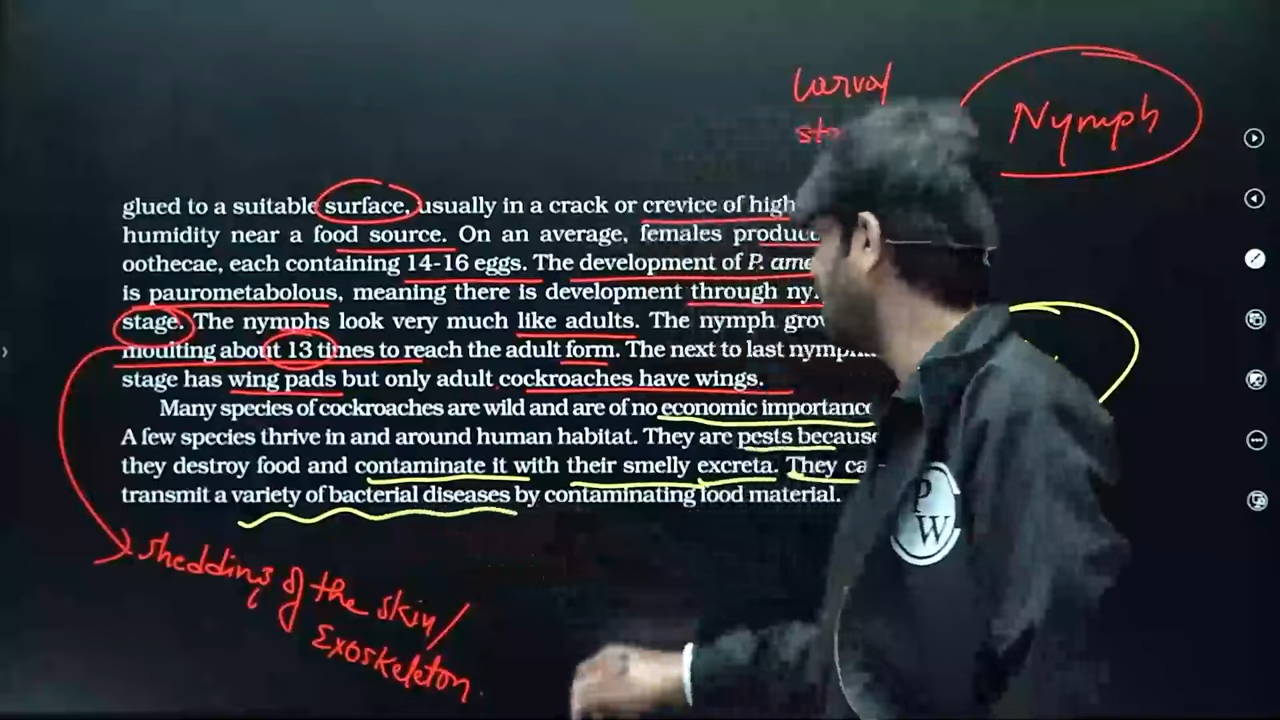 Larval
Nymph
glued to a suitable surface, usually in a crack or crevice of high
humidity near a food source. On an average, females
oothecae, each containing 14-16 eggs. The development of P.
is paurometabolous, meaning there is development through
stage. The nymphs look very much like adults. The nymph
moulting about 13 times to reach the adult form. The next to last
stage has wing pads but only adult cockroaches have wings.
Many species of cockroaches are wild and are of no economic importance
A few species thrive in and around human habitat. They are pests because
they destroy food and contaminate it with their smelly excreta. They
transmit a variety of bacterial diseases by contaminating food material.
shedding of the skin/
Exoskeleton
PW